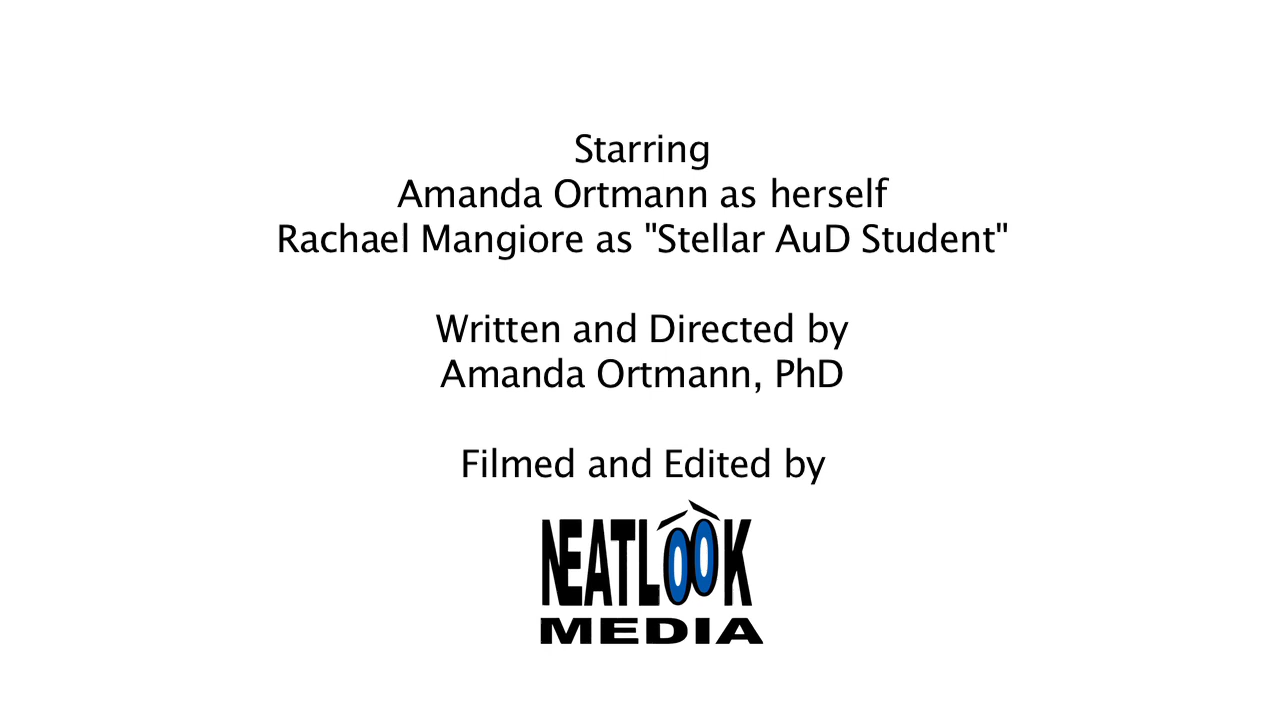 Starring
Amanda Ortmann as herself
Rachael Mangiore as "Stellar AuD Student"
Written and Directed by
Amanda Ortmann, PhD
Filmed and Edited by
NEATLOOK
MEDIA